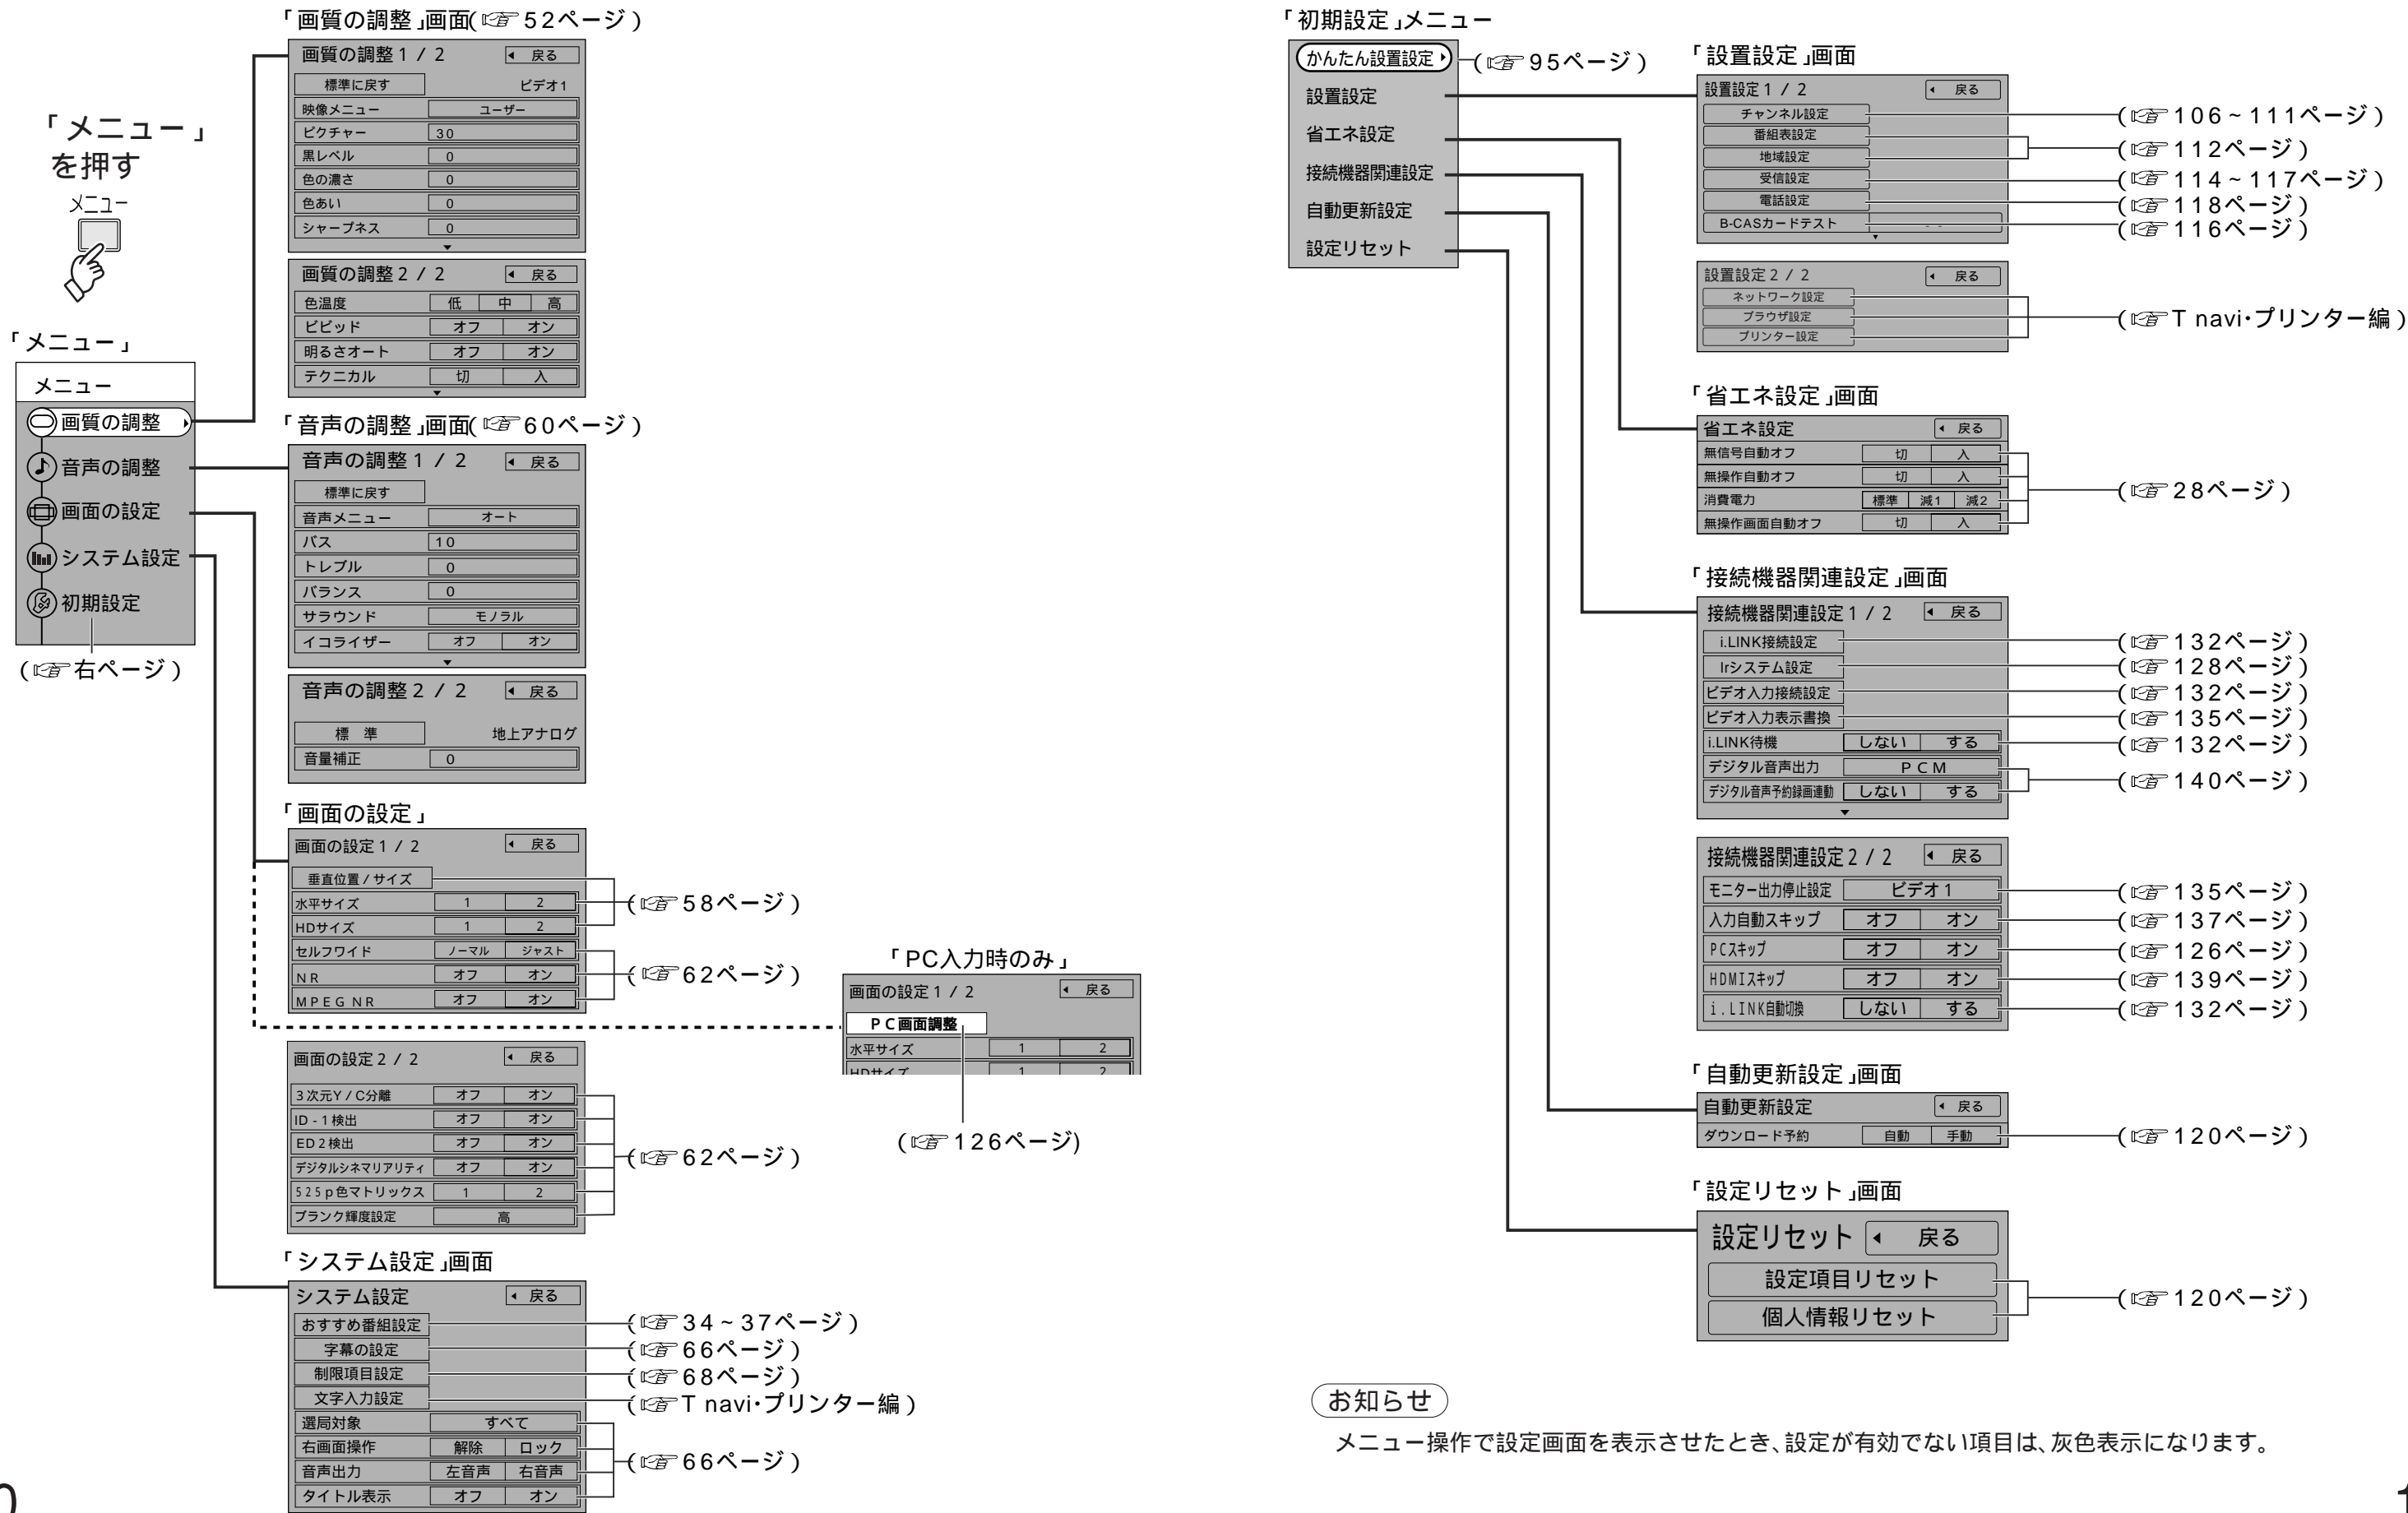 「メニュー」
を押す
メニュー
「メニュー」
メニュー
画質の調整
音声の調整
画面の設定
システム設定
初期設定
(☞右ページ)
「画質の調整」画面(☞52ページ)
画質の調整1/2 戻る
標準に戻す ビデオ1
映像メニュー ユーザー
ピクチャー 30
黒レベル 0
色の濃さ 0
色あい 0
シャープネス 0
画質の調整2/2 戻る
色温度 低 中 高
ビビッド オフ オン
明るさオート オフ オン
テクニカル 切 入
「音声の調整」画面(☞60ページ)
音声の調整1/2 戻る
標準に戻す
音声メニュー オート
バス 10
トレブル 0
バランス 0
サラウンド モノラル
イコライザー オフ オン
音声の調整2/2 戻る
標 準 地上アナログ
音量補正 0
「画面の設定」
画面の設定1/2 戻る
垂直位置/サイズ
水平サイズ 1 2 (☞58ページ)
HDサイズ 1 2
セルフワイド ノーマル ジャスト
NR オフ オン (☞62ページ)
MPEG NR オフ オン
「PC入力時のみ」
画面の設定1/2 戻る
PC画面調整
水平サイズ 1 2
HDサイズ 1 2
(☞126ページ)
画面の設定2/2 戻る
3次元Y/C分離 オフ オン
ID-1検出 オフ オン
ED2検出 オフ オン
(☞62ページ)
デジタルシネマリアリティ オフ オン
525p色マトリックス 1 2
ブランク輝度設定 高
「システム設定」画面
システム設定 戻る
おすすめ番組設定 (☞34~37ページ)
字幕の設定 (☞66ページ)
制限項目設定 (☞68ページ)
文字入力設定 (☞T navi・プリンター編)
選局対象 すべて
右画面操作 解除 ロック
音声出力 左音声 右音声 (☞66ページ)
タイトル表示 オフ オン
「初期設定」メニュー
かんたん設置設定 (☞95ページ)
設置設定
省エネ設定
接続機器関連設定
自動更新設定
設定リセット
「設置設定」画面
設置設定1/2 戻る
チャンネル設定 (☞106~111ページ)
番組表設定
(☞112ページ)
地域設定
受信設定 (☞114~117ページ)
電話設定 (☞118ページ)
B-CASカードテスト - - (☞116ページ)
設置設定2/2 戻る
ネットワーク設定
ブラウザ設定 (☞T navi・プリンター編)
プリンター設定
「省エネ設定」画面
省エネ設定 戻る
無信号自動オフ 切 入
無操作自動オフ 切 入
(☞28ページ)
消費電力 標準 減1 減2
無操作画面自動オフ 切 入
「接続機器関連設定」画面
接続機器関連設定1/2 戻る
i.LINK接続設定 (☞132ページ)
Irシステム設定 (☞128ページ)
ビデオ入力接続設定 (☞132ページ)
ビデオ入力表示書換 (☞135ページ)
i.LINK待機 しない する (☞132ページ)
デジタル音声出力 PCM
(☞140ページ)
デジタル音声予約録画連動 しない する
接続機器関連設定2/2 戻る
モニター出力停止設定 ビデオ1 (☞135ページ)
入力自動スキップ オフ オン (☞137ページ)
PCスキップ オフ オン (☞126ページ)
HDMIスキップ オフ オン (☞139ページ)
i.LINK自動切換 しない する (☞132ページ)
「自動更新設定」画面
自動更新設定 戻る
ダウンロード予約 自動 手動 (☞120ページ)
「設定リセット」画面
設定リセット 戻る
設定項目リセット
(☞120ページ)
個人情報リセット
お知らせ
メニュー操作で設定画面を表示させたとき、設定が有効でない項目は、灰色表示になります。